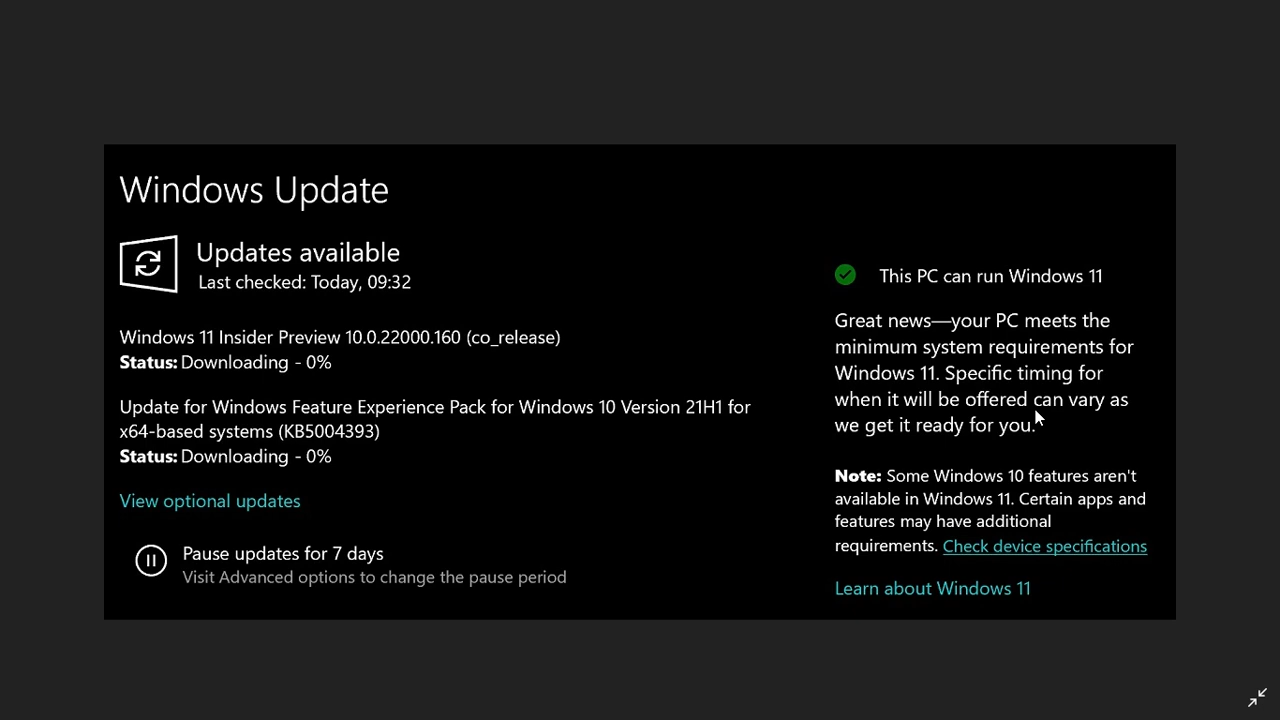 Windows Update
Updates available
Last checked: Today, 09:32
Windows 11 Insider Preview 10.0.22000.160 (co_release)
Status: Downloading - 0%
Update for Windows Feature Experience Pack for Windows 10 Version 21H1 for
x64-based systems (KB5004393)
Status: Downloading - 0%
View optional updates
Pause updates for 7 days
Visit Advanced options to change the pause period
This PC can run Windows 11
Great news—your PC meets the
minimum system requirements for
Windows 11. Specific timing for
when it will be offered can vary as
we get it ready for you.
Note: Some Windows 10 features aren't
available in Windows 11. Certain apps and
features may have additional
requirements. Check device specifications
Learn about Windows 11